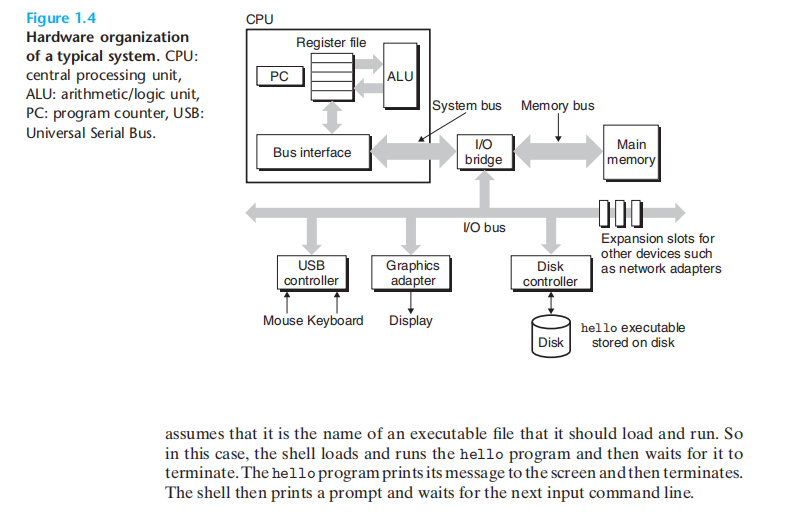 Figure 1.4
Hardware organization
of a typical system. CPU:
central processing unit,
ALU: arithmetic/logic unit,
PC: program counter, USB:
Universal Serial Bus.
CPU
Register file
PC
ALU
System bus
Memory bus
Bus interface
I/O
bridge
Main
memory
I/O bus
Expansion slots for
other devices such
as network adapters
USB
controller
Graphics
adapter
Disk
controller
Mouse Keyboard
Display
Disk
hello executable
stored on disk
assumes that it is the name of an executable file that it should load and run. So
in this case, the shell loads and runs the hello program and then waits for it to
terminate. The hello program prints its message to the screen and then terminates.
The shell then prints a prompt and waits for the next input command line.